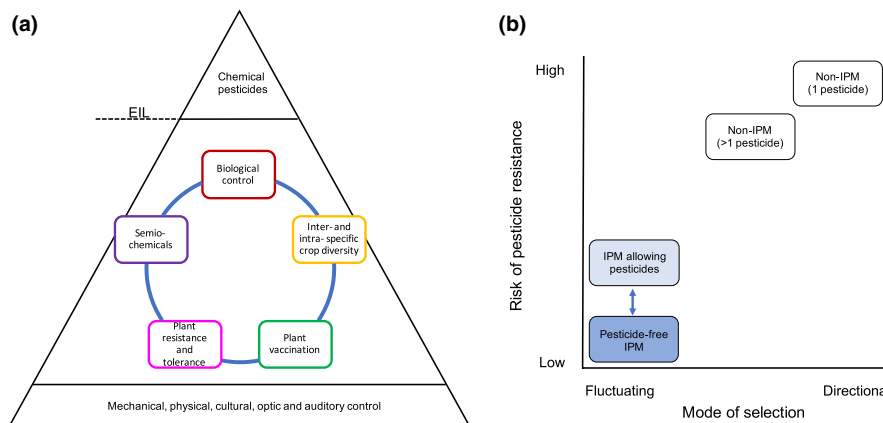 (a)
Chemical
pesticides
EIL
Biological
control
Semio-
chemicals
Inter- and
intra- specific
crop diversity
Plant
resistance
and
tolerance
Plant
vaccination
Mechanical, physical, cultural, optic and auditory control
(b)
Risk of pesticide resistance
High
Low
Non-IPM
(1 pesticide)
Non-IPM
(>1 pesticide)
IPM allowing
pesticides
Pesticide-free
IPM
Fluctuating
Directiona
Mode of selection